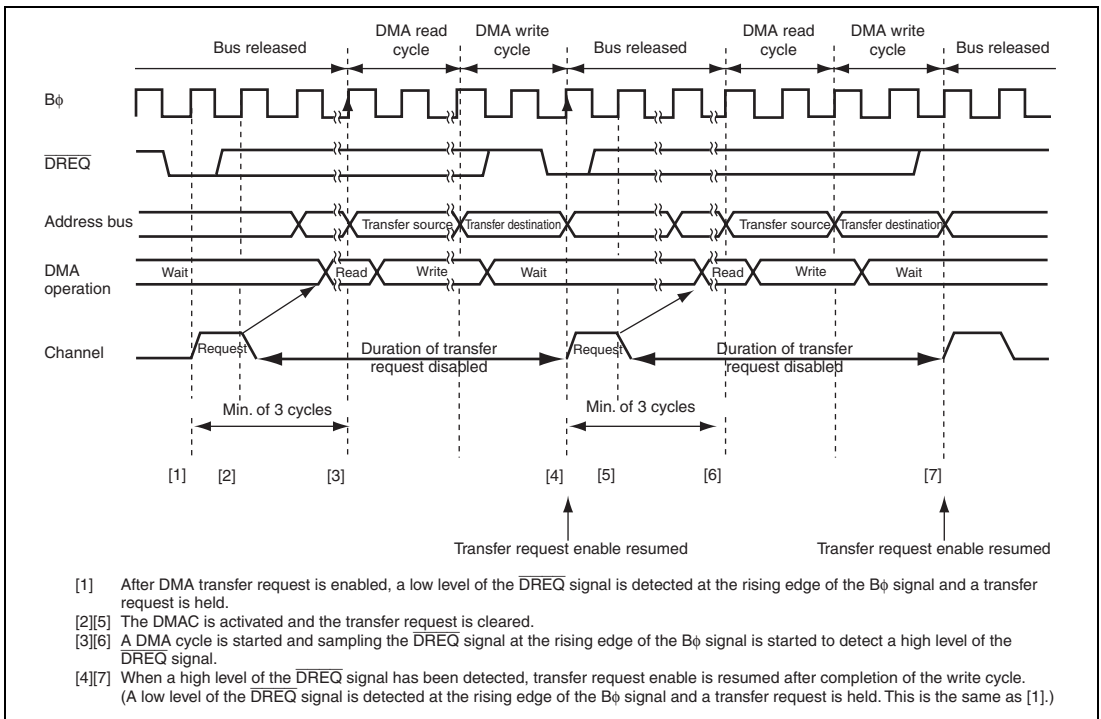 Bus released
DMA read cycle
DMA write cycle
Bus released
DMA read cycle
DMA write cycle
Bus released
Bφ
DREQ
Address bus
Transfer source
Transfer destination
Transfer source
Transfer destination
DMA operation
Wait
Read
Write
Wait
Read
Write
Wait
Channel
Request
Duration of transfer request disabled
Request
Duration of transfer request disabled
Min. of 3 cycles
Min. of 3 cycles
[1] [2] [3] [4] [5] [6] [7]
Transfer request enable resumed
Transfer request enable resumed
[1] After DMA transfer request is enabled, a low level of the DREQ signal is detected at the rising edge of the Bφ signal and a transfer
request is held.
[2][5] The DMAC is activated and the transfer request is cleared.
[3][6] A DMA cycle is started and sampling the DREQ signal at the rising edge of the Bφ signal is started to detect a high level of the
DREQ signal.
[4][7] When a high level of the DREQ signal has been detected, transfer request enable is resumed after completion of the write cycle.
(A low level of the DREQ signal is detected at the rising edge of the Bφ signal and a transfer request is held. This is the same as [1].)